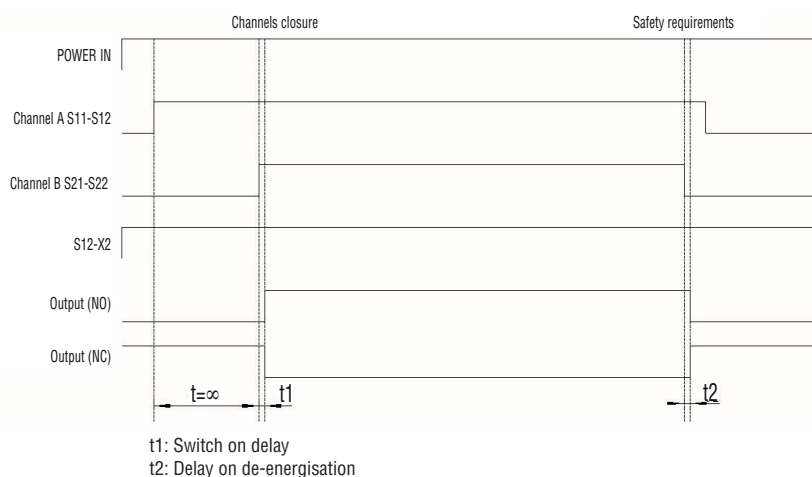 Channels closure
Safety requirements
POWER IN
Channel A S11-S12
Channel B S21-S22
S12-X2
Output (NO)
Output (NC)
t=∞
t1
t2
t1: Switch on delay
t2: Delay on de-energisation